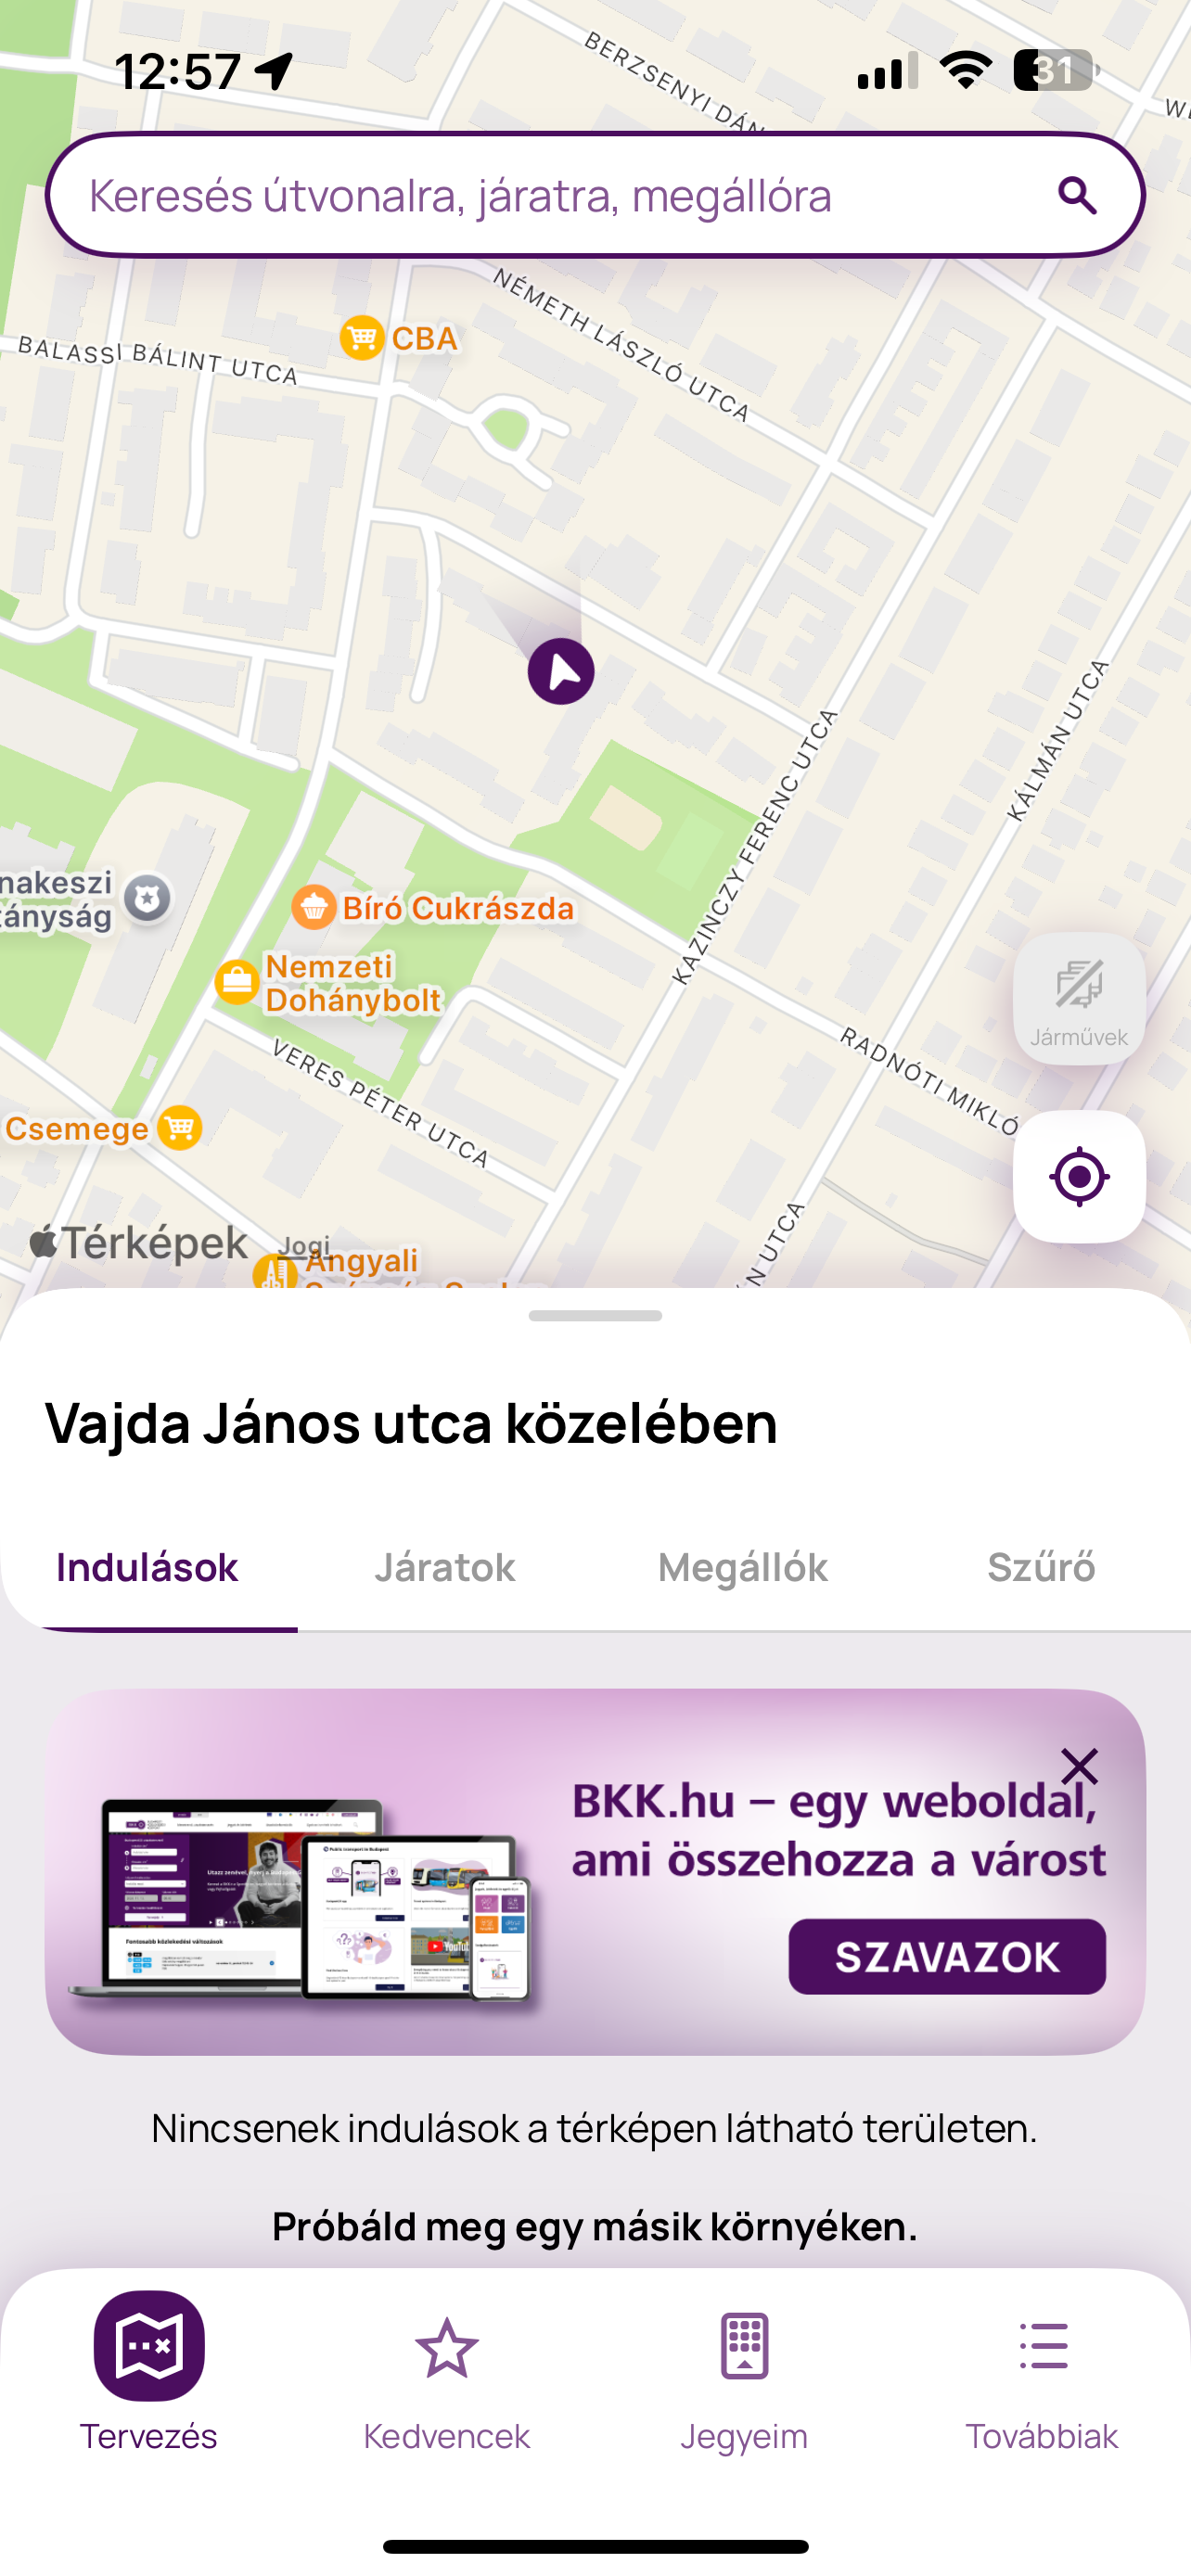 12:57
31
BERZSENYI DÁN
Keresés útvonalra, járatra, megállóra
NÉMETH LÁSZLÓ UTCA
CBA
BALASSI BÁLINT UTCA
KÁLMÁN UTCA
KAZINCZY FERENC UTCA
nakeszi
Bíró Cukrászda
Nemzeti
Dohánybolt
Járművek
RADNÓTI MIKLÓ
VERES PÉTER UTCA
Csemege
Térképek
Jogi
Angyali
N UTCA
Vajda János utca közelében
Indulások
Járatok
Megállók
Szűrő
BKK.hu – egy weboldal,
ami összehozza a várost
SZAVAZOK
Nincsenek indulások a térképen látható területen.
Próbáld meg egy másik környéken.
Tervezés
Kedvencek
Jegyeim
Továbbiak